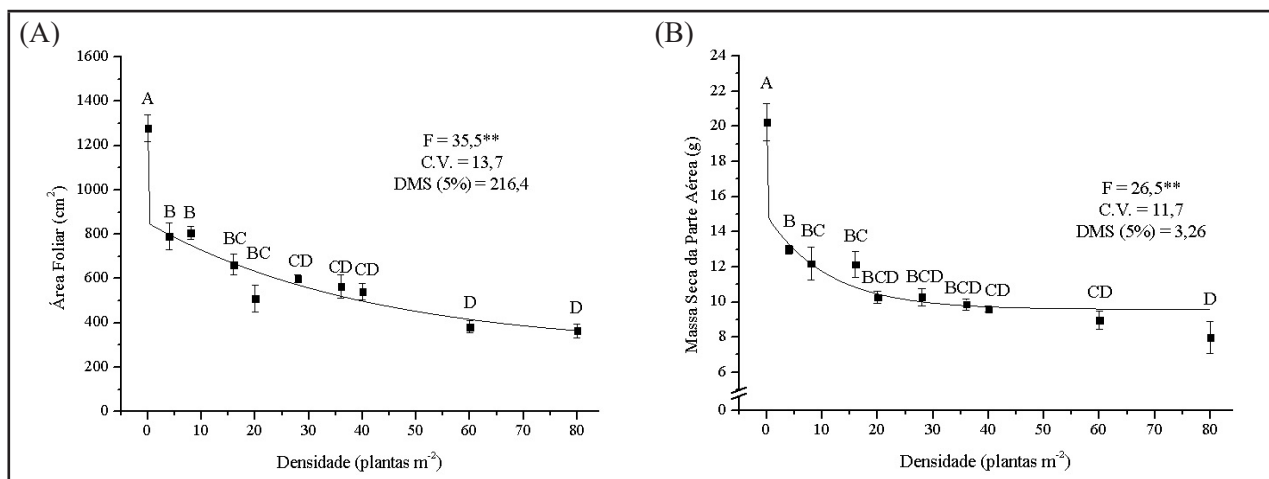 (A)
1600
1400
1200
1000
800
600
400
200
0
Área Foliar (cm²)
A
B
B
BC
BC
CD
CD
CD
D
D
F = 35,5**
C.V. = 13,7
DMS (5%) = 216,4
0 10 20 30 40 50 60 70 80
Densidade (plantas m⁻²)
(B)
24
22
20
18
16
14
12
10
8
6
0
Massa Seca da Parte Aérea (g)
A
B
BC
BC
BCD
BCD
BCD
CD
CD
D
F = 26,5**
C.V. = 11,7
DMS (5%) = 3,26
0 10 20 30 40 50 60 70 80
Densidade (plantas m⁻²)